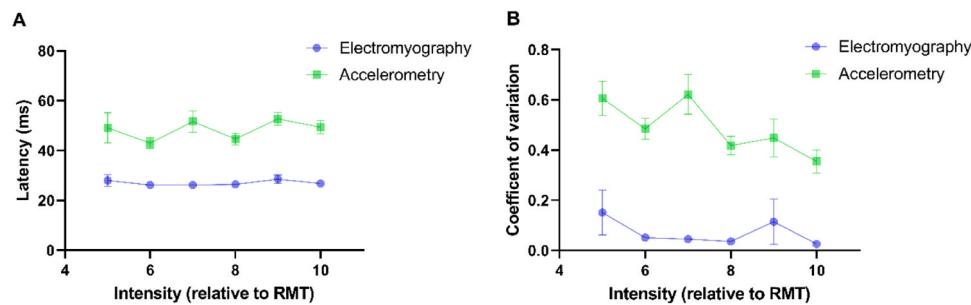 A
Electromyography
Accelerometry
80
60
40
20
0
Latency (ms)
4
6
8
10
Intensity (relative to RMT)
B
Electromyography
Accelerometry
0.8
0.6
0.4
0.2
0.0
Coefficent of variation
4
6
8
10
Intensity (relative to RMT)